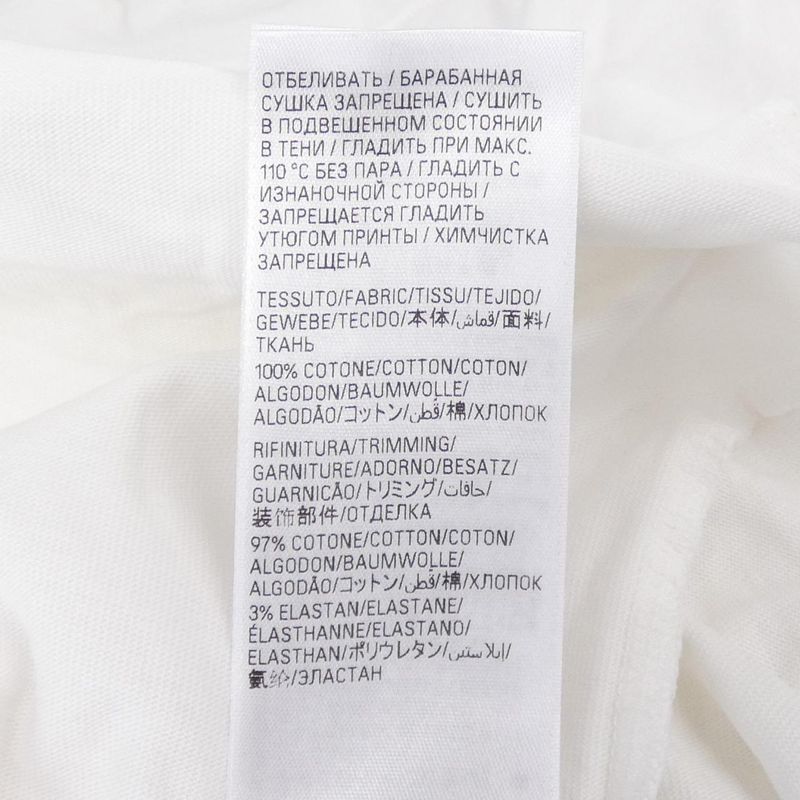 ОТБЕЛИВАТЬ / БАРАБАННАЯ
СУШКА ЗАПРЕЩЕНА / СУШИТЬ
В ПОДВЕШЕННОМ СОСТОЯНИИ
В ТЕНИ / ГЛАДИТЬ ПРИ МАКС.
110 °C БЕЗ ПАРА / ГЛАДИТЬ С
ИЗНАНОЧНОЙ СТОРОНЫ /
ЗАПРЕЩАЕТСЯ ГЛАДИТЬ
УТЮГОМ ПРИНТЫ / ХИМЧИСТКА
ЗАПРЕЩЕНА
TESSUTO/FABRIC/TISSU/TEJIDO/
GEWEBE/TECIDO/本体/قماش/面料/
ТКАНЬ
100% COTONE/COTTON/COTON/
ALGODON/BAUMWOLLE/
ALGODÃO/コットン/قطن/棉/ХЛОПОК
RIFINITURA/TRIMMING/
GARNITURE/ADORNO/BESATZ/
GUARNICÃO/トリミング/حافات/
装饰部件/ОТДЕЛКА
97% COTONE/COTTON/COTON/
ALGODON/BAUMWOLLE/
ALGODÃO/コットン/قطن/棉/ХЛОПОК
3% ELASTAN/ELASTANE/
ÉLASTHANNE/ELASTANO/
ELASTHAN/ポリウレタン/إيلاستين/
氨纶/ЭЛАСТАН